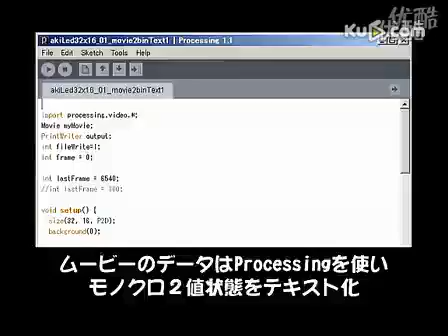 优酷
Ku6.com
akiLed32x16_01_movie2binText1 | Processing 1.1
File Edit Sketch Tools Help
akiLed32x16_01_movie2binText1
import processing.video.*;
Movie myMovie;
PrintWriter output;
int fileWrite=1;
int frame = 0;
int lastFrame = 6540;
//int lastFrame = 100;
void setup() {
size(32, 16, P2D);
background(0);
ムービーのデータはProcessingを使い
モノクロ２値状態をテキスト化